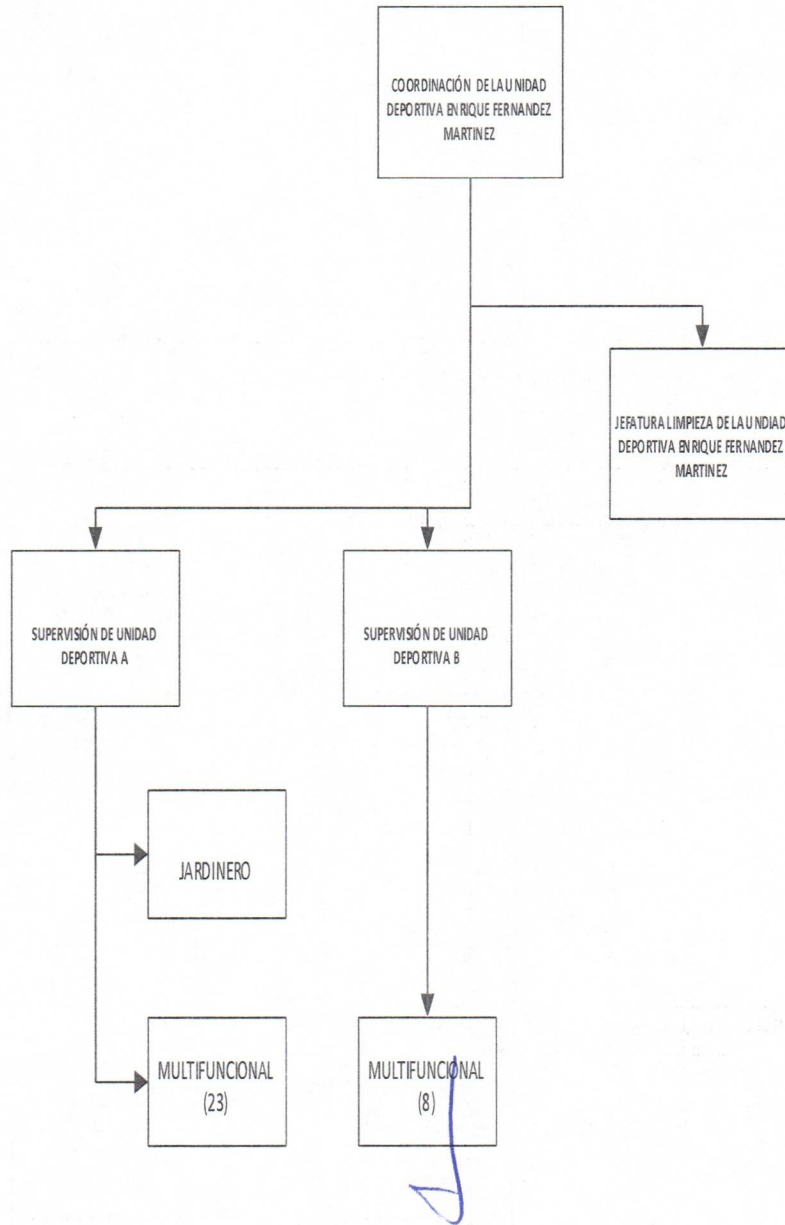 COORDINACIÓN DE LA UNIDAD
DEPORTIVA ENRIQUE FERNANDEZ
MARTINEZ
JEFATURA LIMPIEZA DE LA UNDIAD
DEPORTIVA ENRIQUE FERNANDEZ
MARTINEZ
SUPERVISIÓN DE UNIDAD
DEPORTIVA A
SUPERVISIÓN DE UNIDAD
DEPORTIVA B
JARDINERO
MULTIFUNCIONAL
(23)
MULTIFUNCIONAL
(8)